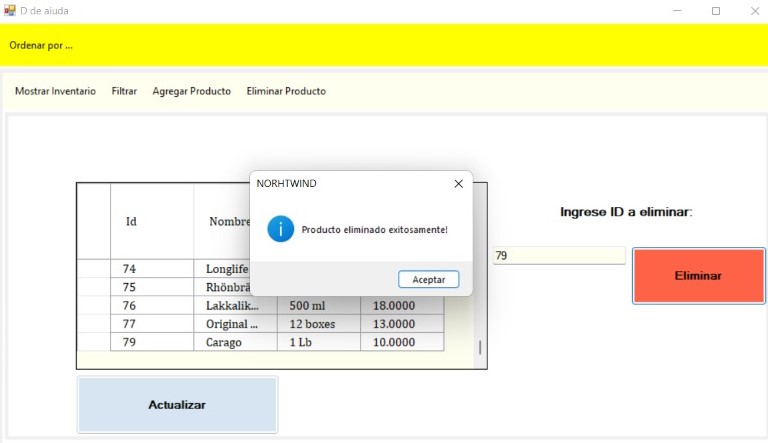 D de aiuda
Ordenar por ...
Mostrar Inventario Filtrar Agregar Producto Eliminar Producto
NORHTWIND
Producto eliminado exitosamente!
Aceptar
Ingrese ID a eliminar:
79
Eliminar
Id Nombre
74 Longlife
75 Rhönbrä
76 Lakkalik... 500 ml 18.0000
77 Original ... 12 boxes 13.0000
79 Carago 1 Lb 10.0000
Actualizar